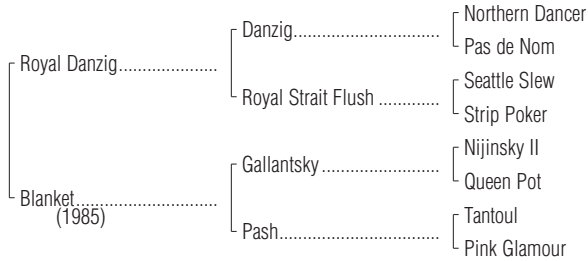 Northern Dancer
Danzig
Pas de Nom
Royal Danzig
Seattle Slew
Royal Strait Flush
Strip Poker
Nijinsky II
Gallantsky
Queen Pot
Blanket
(1985)
Tantoul
Pash
Pink Glamour